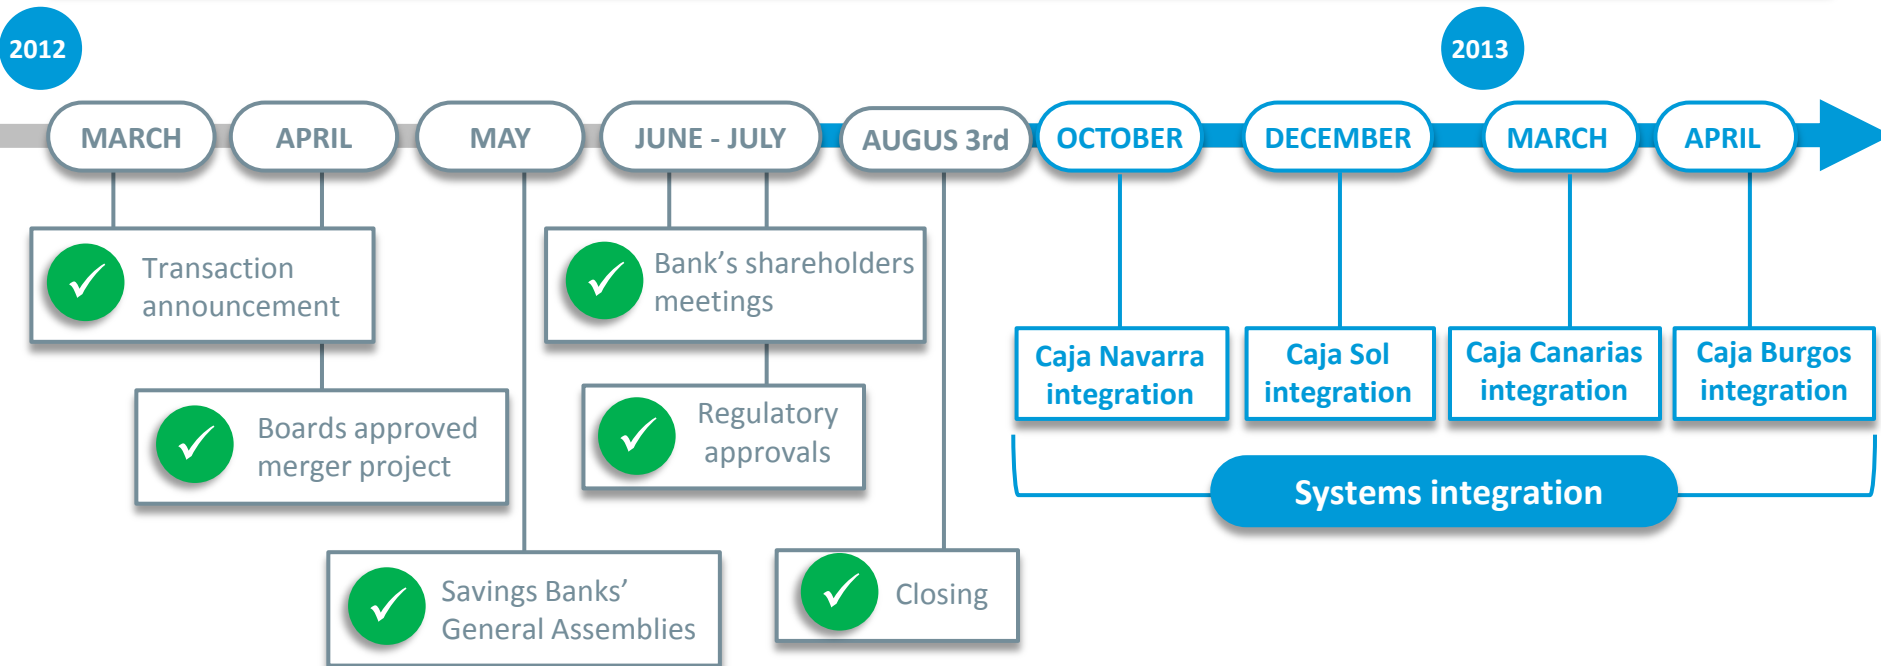 2012
2013
MARCH
APRIL
MAY
JUNE - JULY
AUGUS 3rd
OCTOBER
DECEMBER
MARCH
APRIL
Transaction
announcement
Boards approved
merger project
Savings Banks’
General Assemblies
Bank’s shareholders
meetings
Regulatory
approvals
Closing
Caja Navarra
integration
Caja Sol
integration
Caja Canarias
integration
Caja Burgos
integration
Systems integration